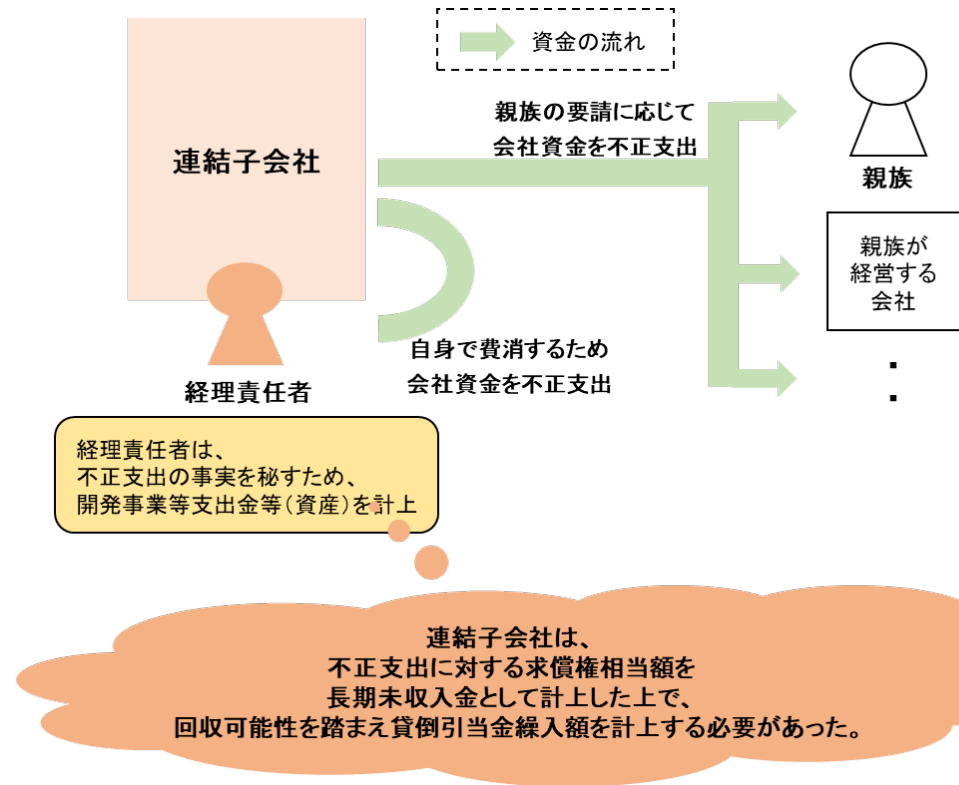 資金の流れ
連結子会社
親族の要請に応じて
会社資金を不正支出
親族
親族が
経営する
会社
自身で費消するため
会社資金を不正支出
経理責任者
経理責任者は、
不正支出の事実を秘すため、
開発事業等支出金等(資産)を計上
連結子会社は、
不正支出に対する求償権相当額を
長期未収入金として計上した上で、
回収可能性を踏まえ貸倒引当金繰入額を計上する必要があった。